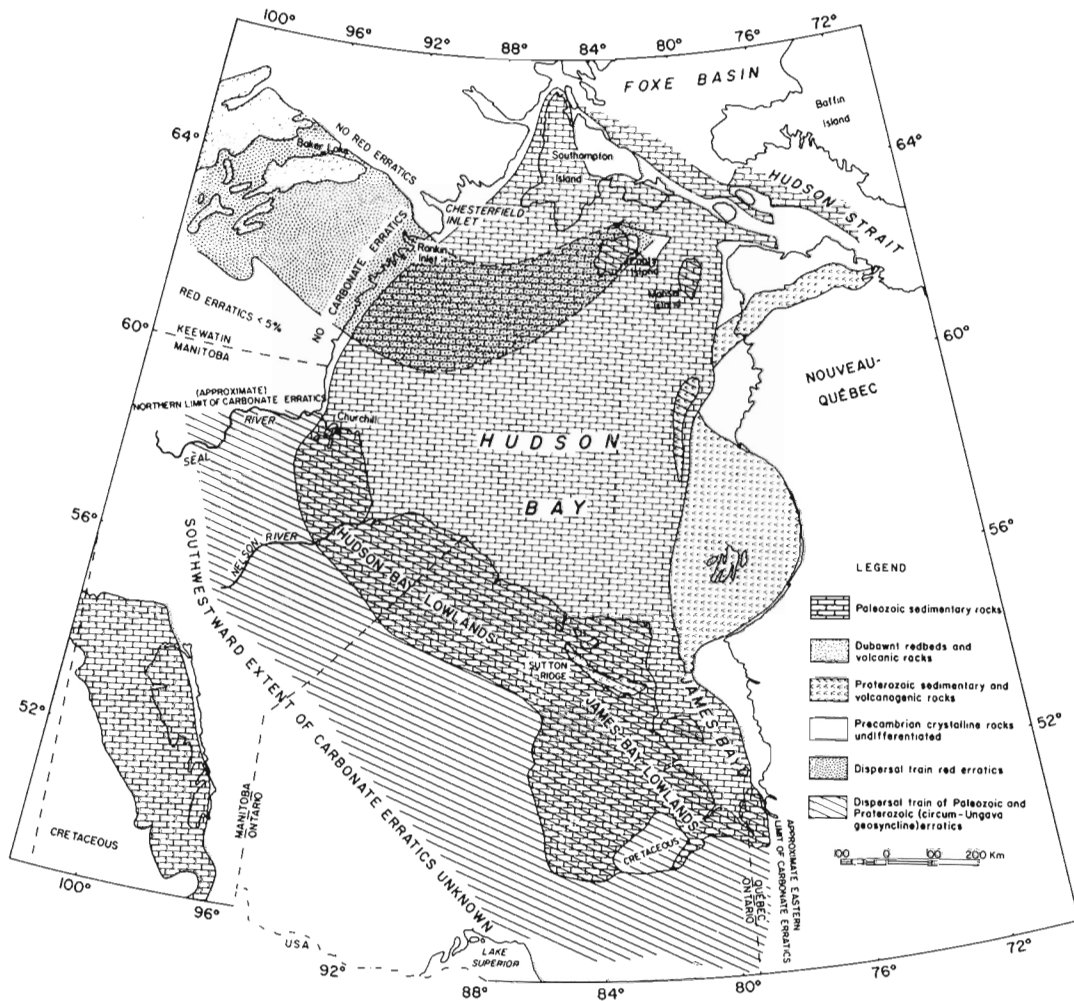 100°
96°
92°
88°
84°
80°
76°
72°
FOXE BASIN
Baffin
Island
64°
64°
NO RED ERRATICS
Baker Lake
Southampton
Island
HUDSON STRAIT
CHESTERFIELD
INLET
NO CARBONATE ERRATICS
Rankin
Inlet
Coats
Island
Mansel
Island
RED ERRATICS <5%
60°
60°
KEEWATIN
MANITOBA
NOUVEAU-
QUÉBEC
(APPROXIMATE)
NORTHERN LIMIT OF CARBONATE ERRATICS
RIVER
Churchill
SEAL
HUDSON
BAY
56°
56°
NELSON RIVER
HUDSON BAY
LOWLANDS
SOUTHWESTWARD EXTENT OF CARBONATE ERRATICS UNKNOWN
SUTTON
RIDGE
JAMES BAY
JAMES BAY LOWLANDS
52°
52°
LEGEND
Paleozoic sedimentary rocks
Dubawnt redbeds and
volcanic rocks
Proterozoic sedimentary and
volcanogenic rocks
Precambrian crystalline rocks
undifferentiated
Dispersal train red erratics
Dispersal train of Paleozoic and
Proterozoic (circum-Ungava
geosyncline) erratics
100 0 100 200 Km
CRETACEOUS
MANITOBA
ONTARIO
CRETACEOUS
ONTARIO
QUÉBEC
APPROXIMATE EASTERN
LIMIT OF CARBONATE ERRATICS
100°
96°
USA
LAKE
SUPERIOR
92°
88°
84°
80°
76°
72°